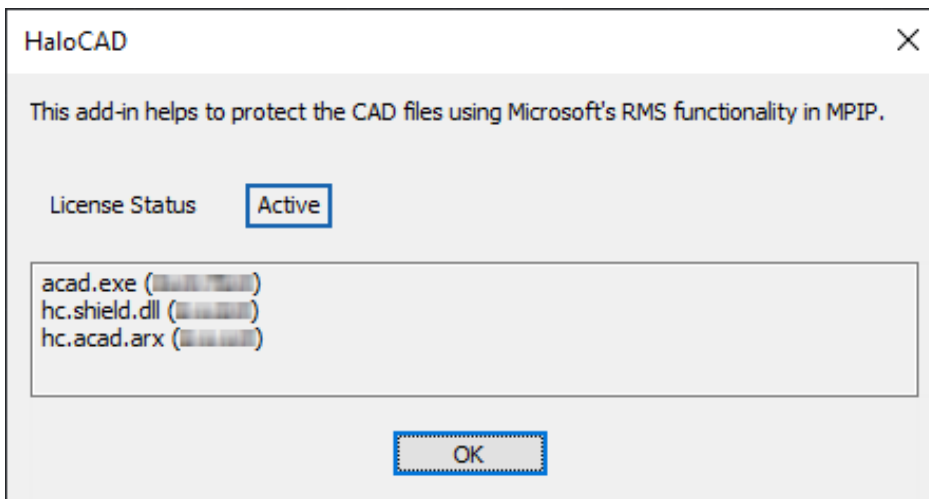 HaloCAD
This add-in helps to protect the CAD files using Microsoft's RMS functionality in MPIP.
License Status Active
acad.exe ( )
hc.shield.dll ( )
hc.acad.arx ( )
OK